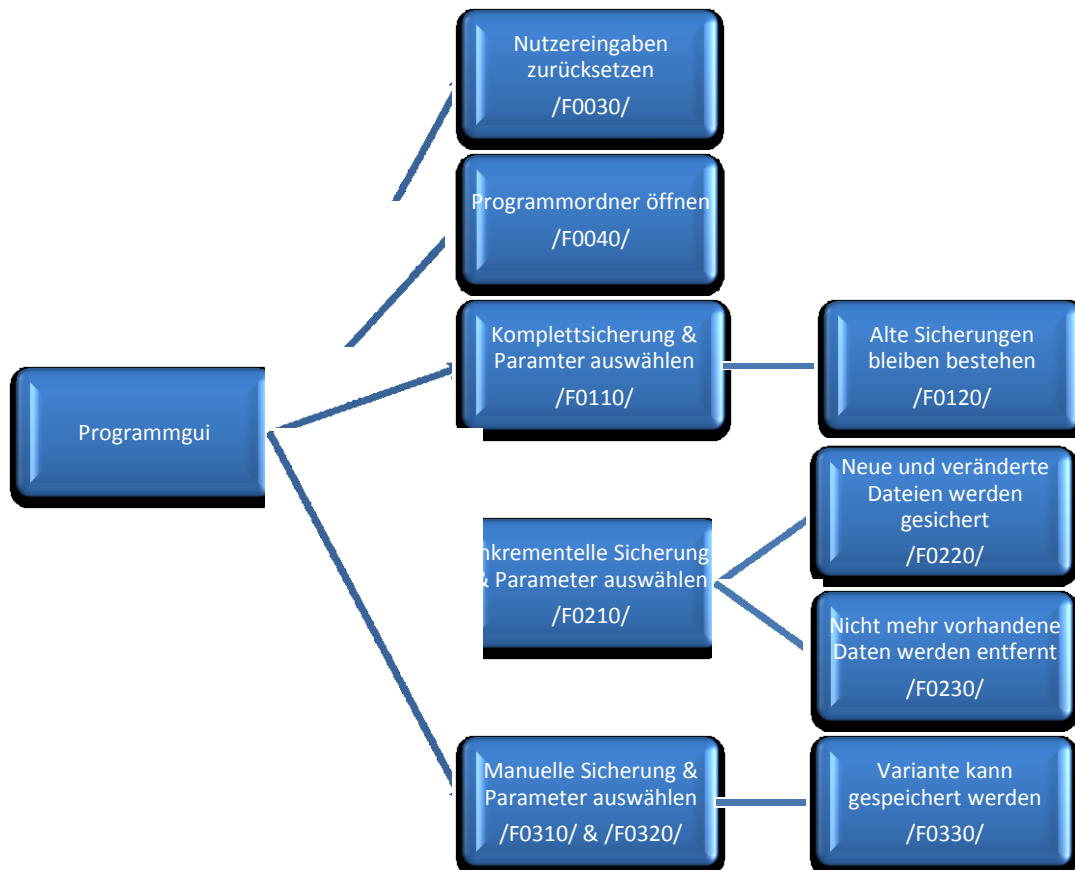 Nutzereingaben
zurücksetzen
/F0030/
Programmordner öffnen
/F0040/
Komplettsicherung &
Paramter auswählen
/F0110/
Alte Sicherungen
bleiben bestehen
/F0120/
Programmgui
Neue und veränderte
Dateien werden
gesichert
/F0220/
nkrementelle Sicherung
& Parameter auswählen
/F0210/
Nicht mehr vorhandene
Daten werden entfernt
/F0230/
Manuelle Sicherung &
Parameter auswählen
/F0310/ & /F0320/
Variante kann
gespeichert werden
/F0330/